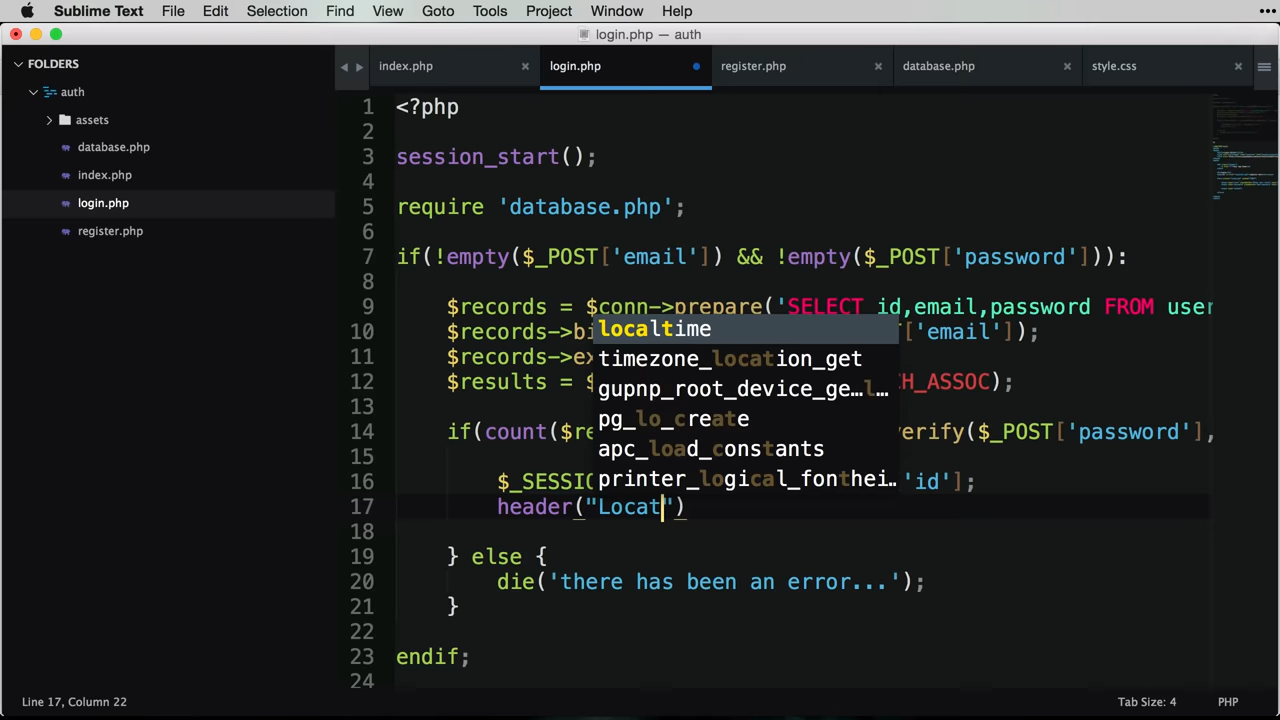 Sublime Text File Edit Selection Find View Goto Tools Project Window Help
login.php — auth
FOLDERS
auth
assets
database.php
index.php
login.php
register.php
index.php
login.php
register.php
database.php
style.css
1 <?php
2
3 session_start();
4
5 require 'database.php';
6
7 if(!empty($_POST['email']) && !empty($_POST['password'])):
8
9 $records = $conn->prepare('SELECT id,email,password FROM user
10 $records->bi ['email']);
11 $records->ex
12 $results = $ CH_ASSOC);
13
14 if(count($re verify($_POST['password'],
15
16 $_SESSIO 'id'];
17 header("Locat")
18
19 } else {
20 die('there has been an error...');
21 }
22
23 endif;
24
localtime
timezone_location_get
gupnp_root_device_ge…l…
pg_lo_create
apc_load_constants
printer_logical_fonthei…
Line 17, Column 22
Tab Size: 4
PHP